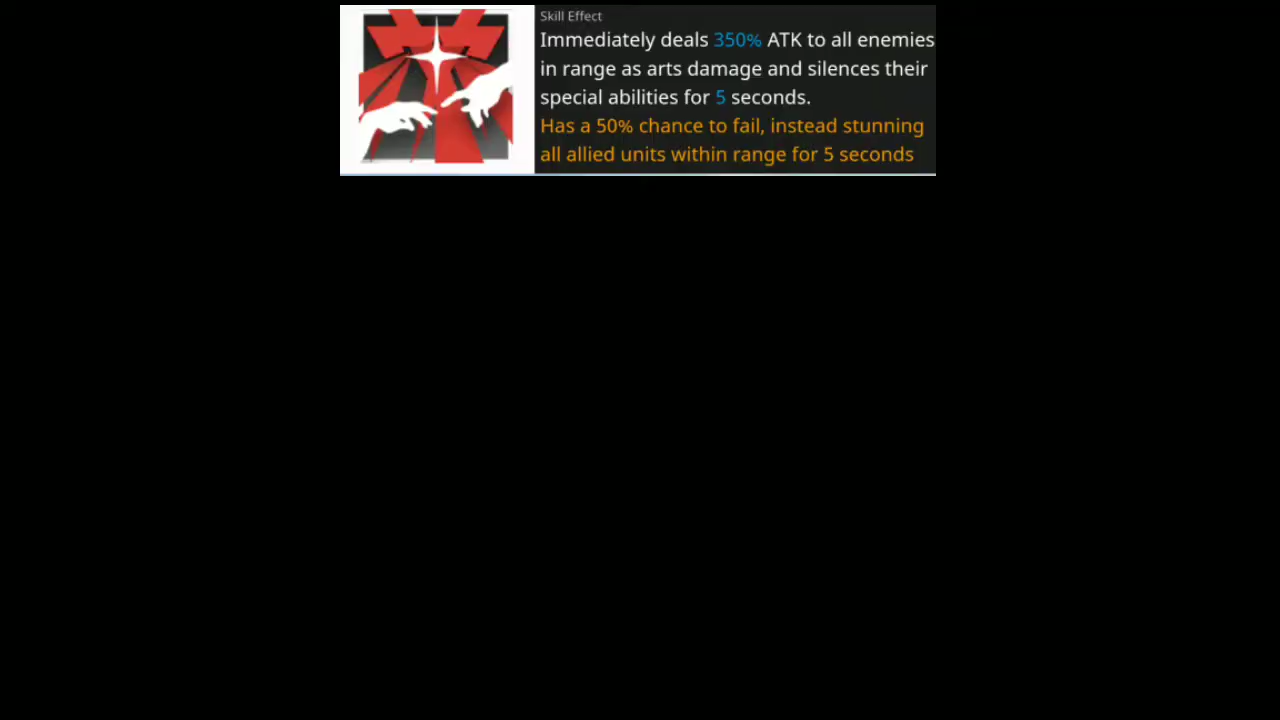 Skill Effect
Immediately deals 350% ATK to all enemies
in range as arts damage and silences their
special abilities for 5 seconds.
Has a 50% chance to fail, instead stunning
all allied units within range for 5 seconds